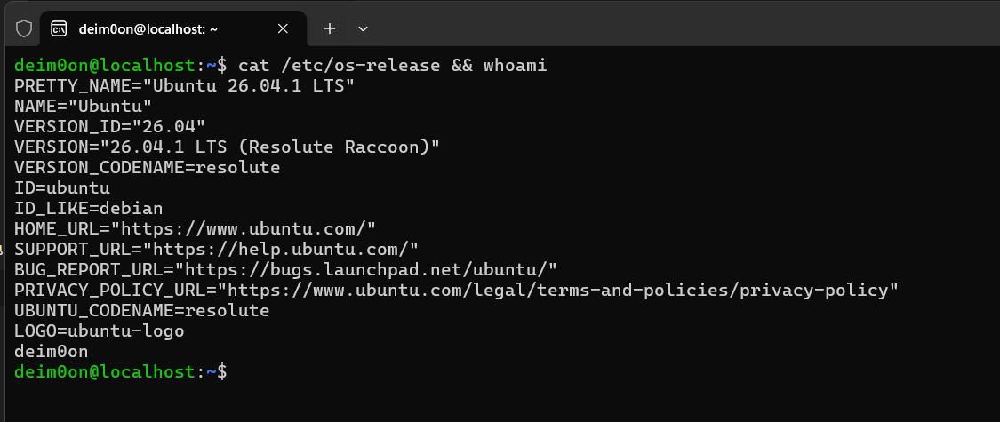 deim0on@localhost: ~
deim0on@localhost:~$ cat /etc/os-release && whoami
PRETTY_NAME="Ubuntu 26.04.1 LTS"
NAME="Ubuntu"
VERSION_ID="26.04"
VERSION="26.04.1 LTS (Resolute Raccoon)"
VERSION_CODENAME=resolute
ID=ubuntu
ID_LIKE=debian
HOME_URL="https://www.ubuntu.com/"
SUPPORT_URL="https://help.ubuntu.com/"
BUG_REPORT_URL="https://bugs.launchpad.net/ubuntu/"
PRIVACY_POLICY_URL="https://www.ubuntu.com/legal/terms-and-policies/privacy-policy"
UBUNTU_CODENAME=resolute
LOGO=ubuntu-logo
deim0on
deim0on@localhost:~$